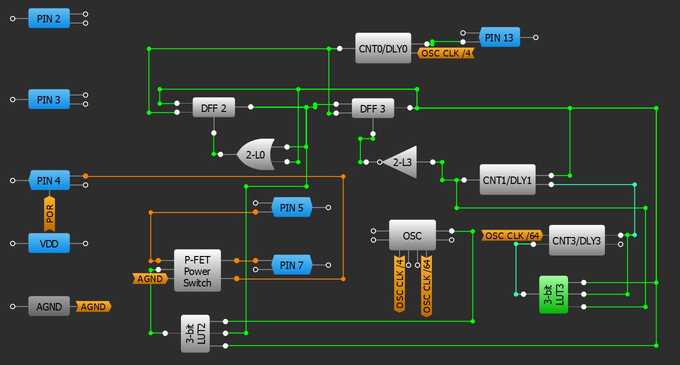 PIN 2
CNT0/DLY0
PIN 13
OSC CLK /4
PIN 3
DFF 2
DFF 3
2-L0
2-L3
PIN 4
CNT1/DLY1
POR
PIN 5
OSC
OSC CLK /64
CNT3/DLY3
VDD
P-FET
Power
Switch
PIN 7
AGND
OSC CLK /4
OSC CLK /64
3-bit
LUT3
AGND
AGND
3-bit
LUT2